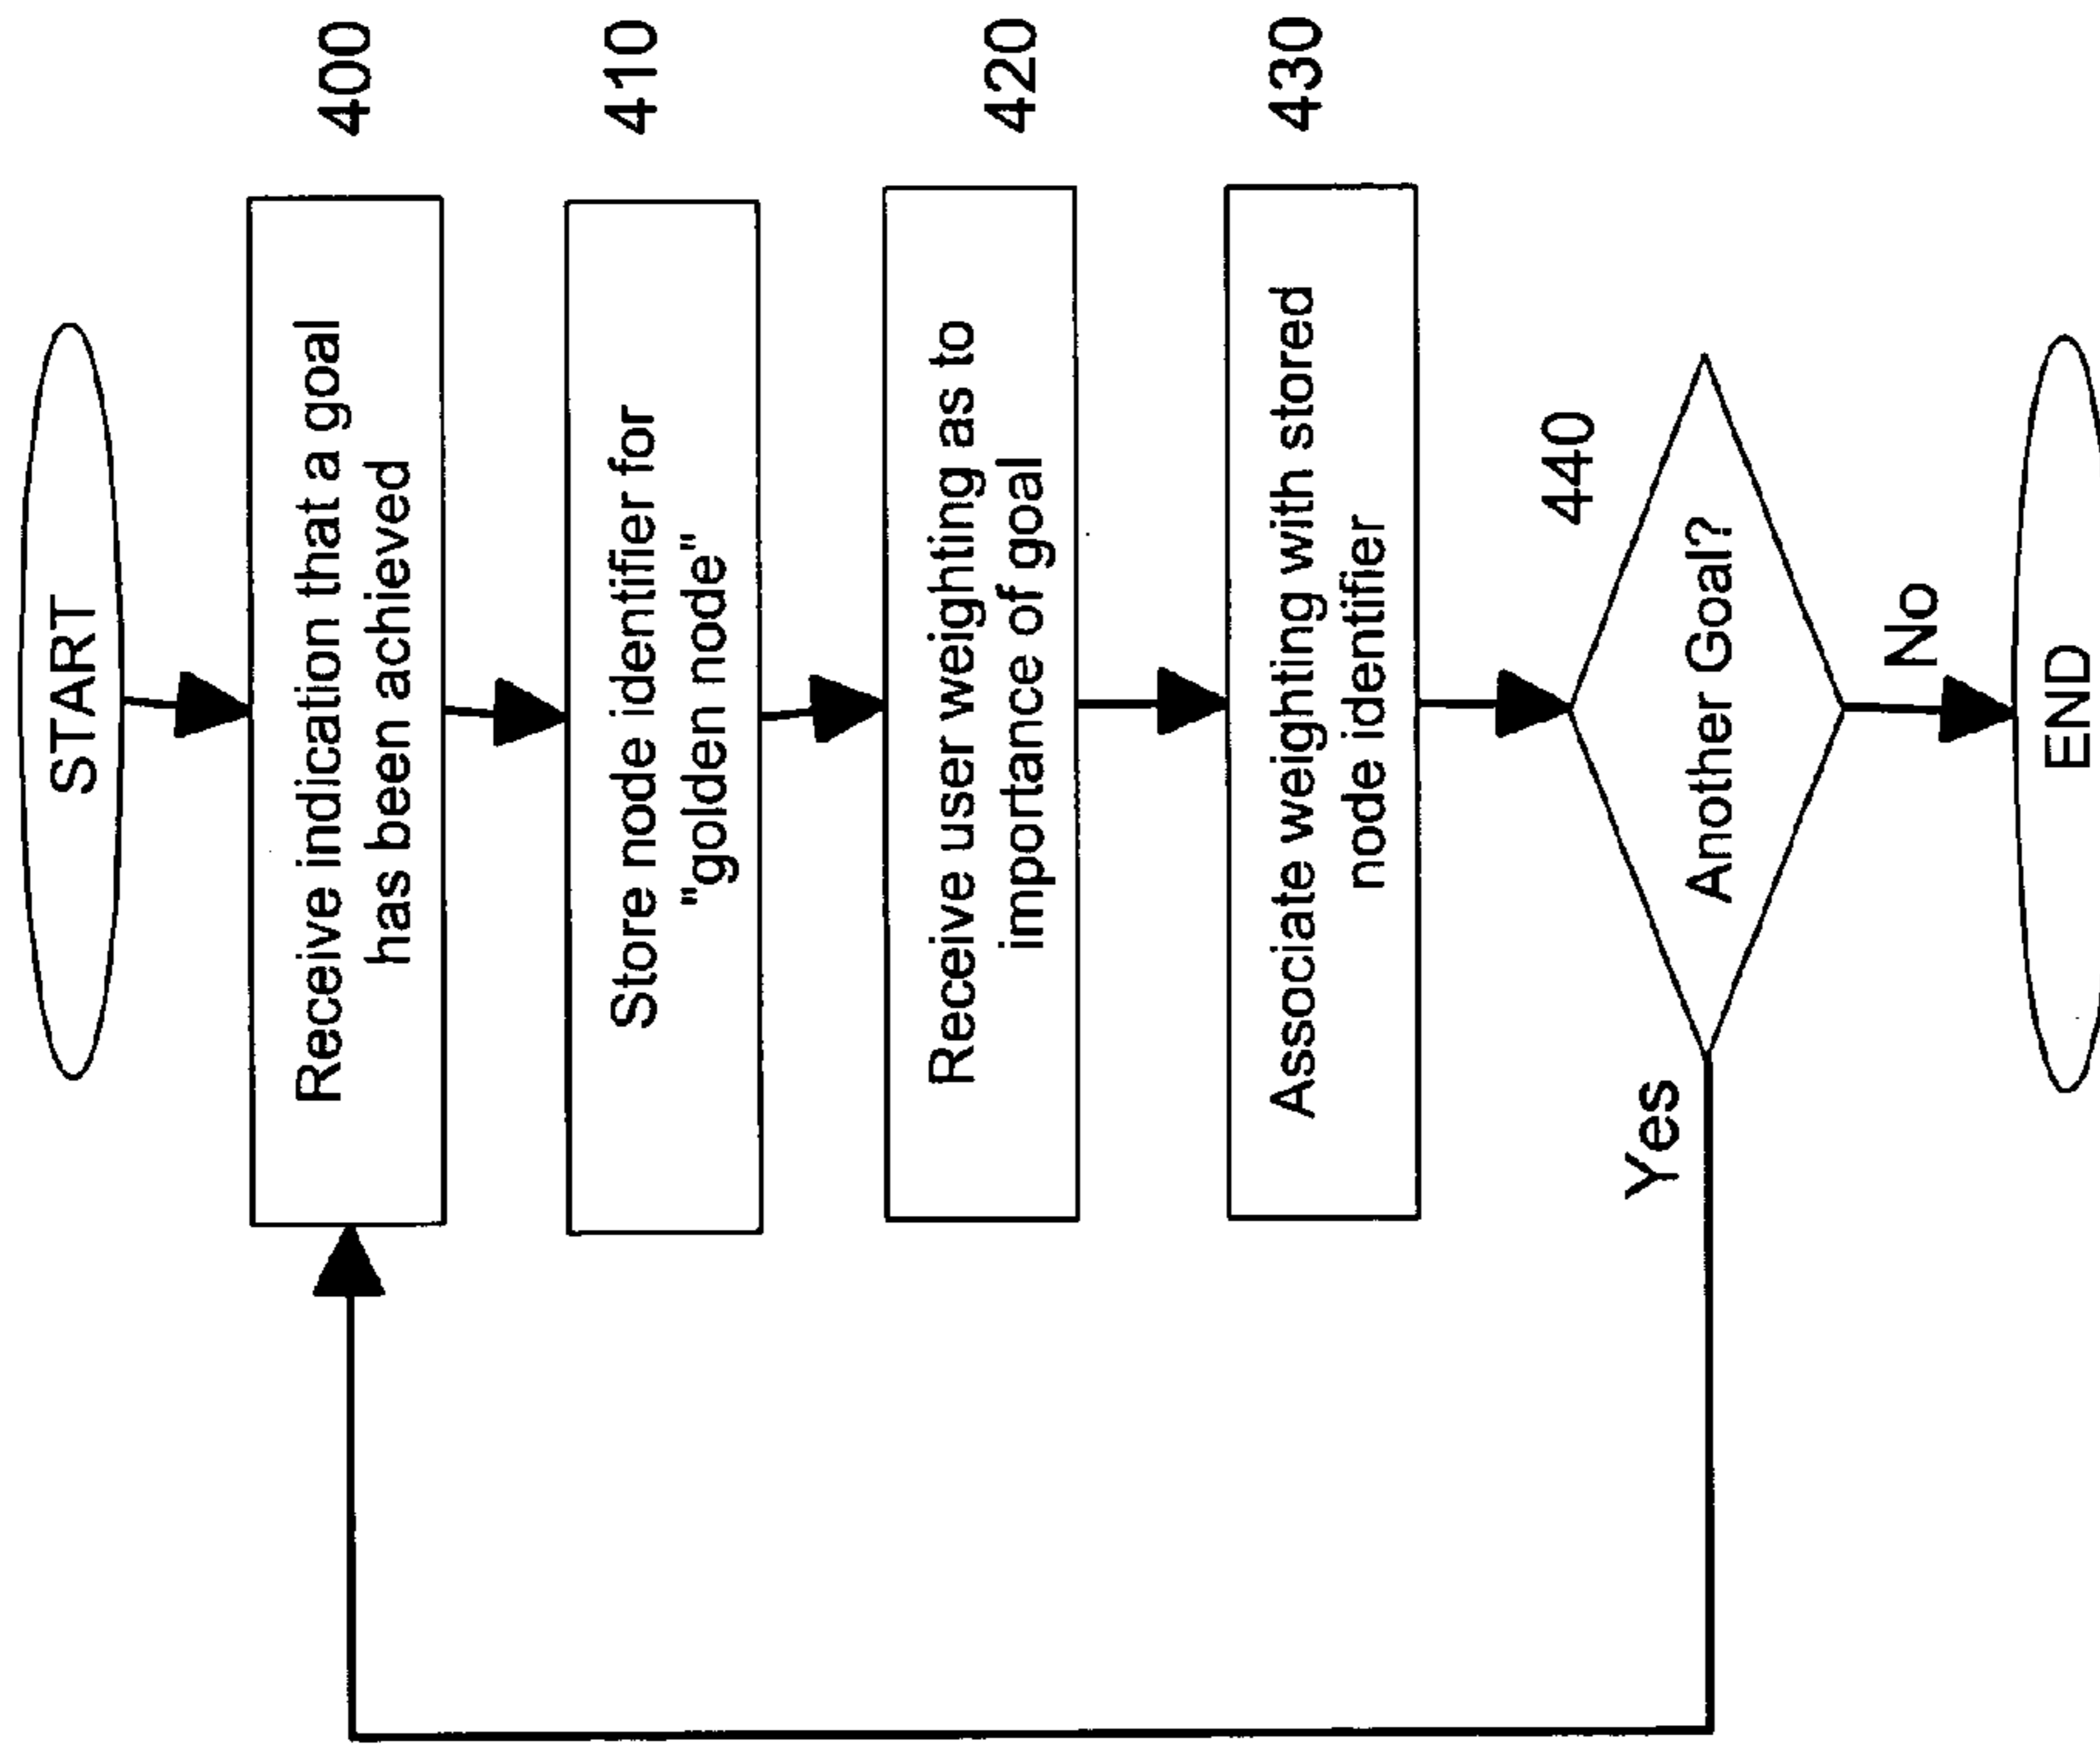 START
Receive indication that a goal
has been achieved
400
Store node identifier for
"golden node"
410
Receive user weighting as to
importance of goal
420
Associate weighting with stored
node identifier
430
440
Another Goal?
Yes
No
END